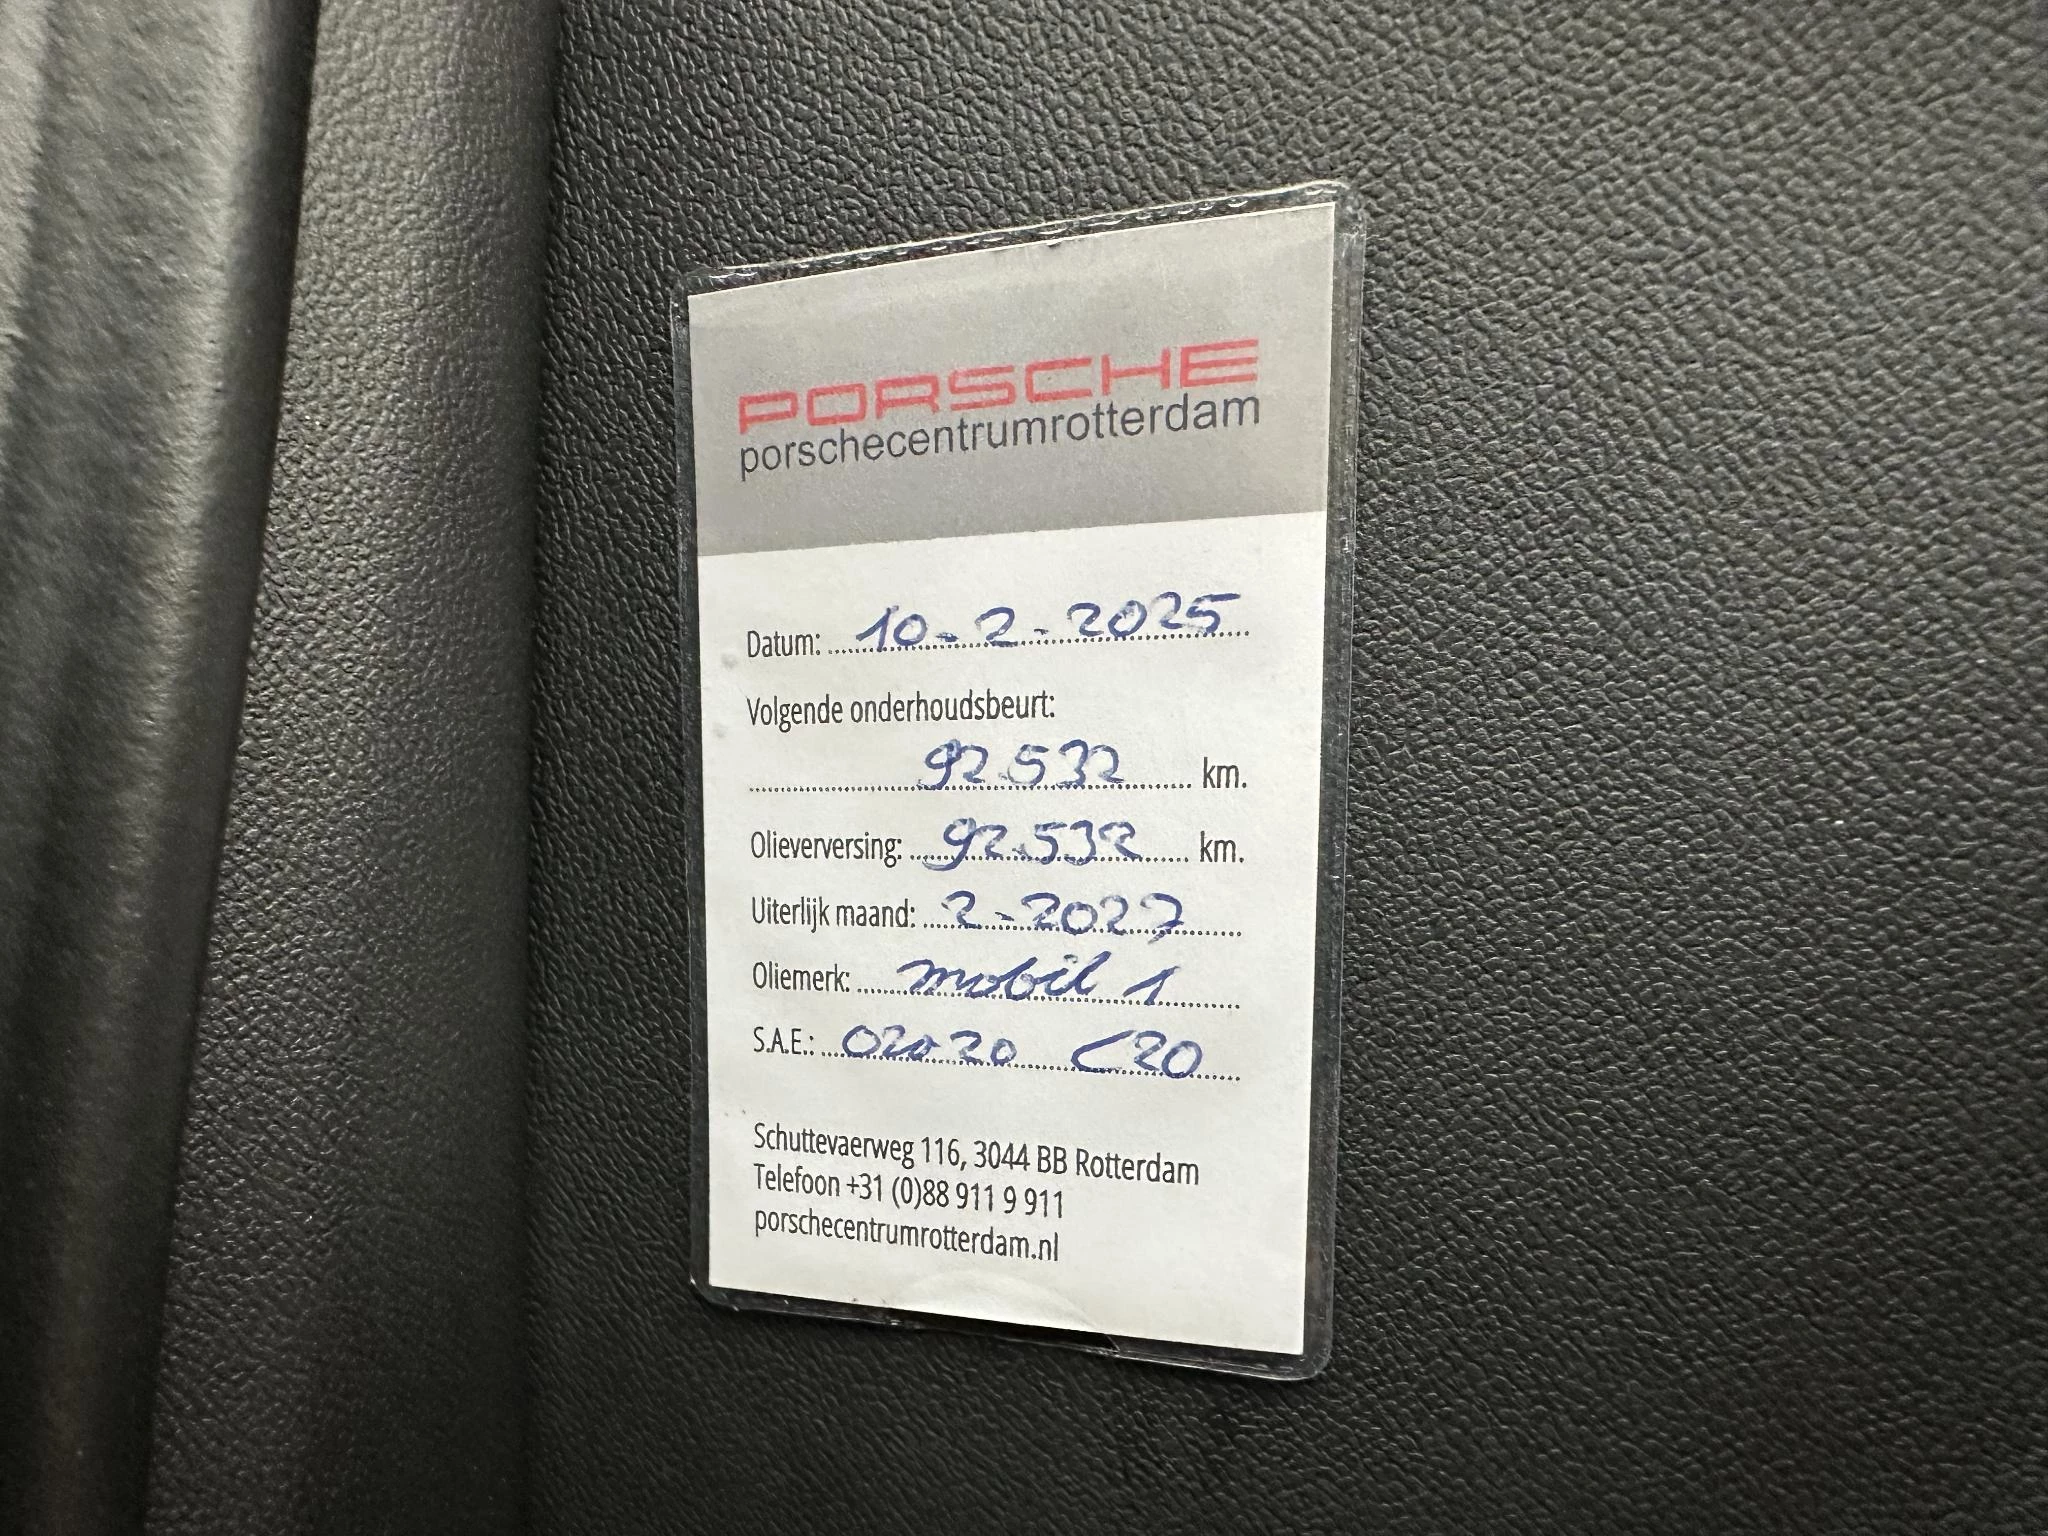 PORSCHE
porschecentrumrotterdam
Datum: 10-2-2025
Volgende onderhoudsbeurt:
92.532 km.
Olieverversing: 92.532 km.
Uiterlijk maand: 2-2027
Oliemerk: mobil 1
S.A.E.: C20
Schuttevaerweg 116, 3044 BB Rotterdam
Telefoon +31 (0)88 911 9 911
porschecentrumrotterdam.nl